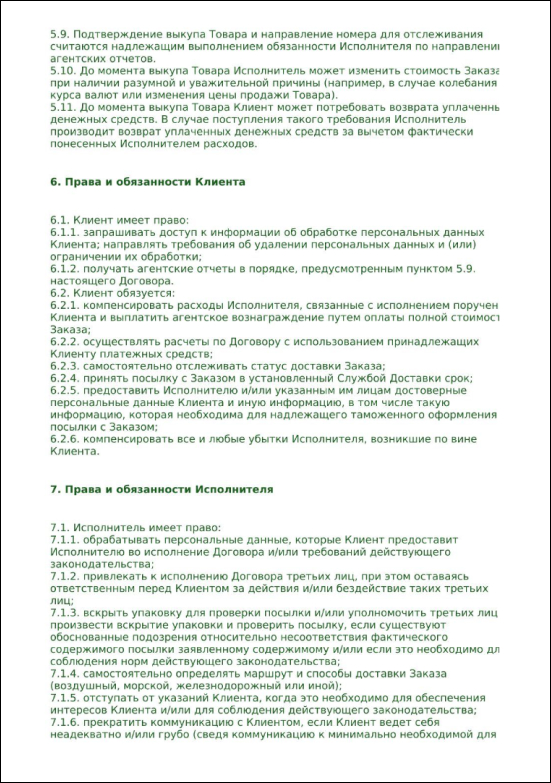 5.9. Подтверждение выкупа Товара и направление номера для отслеживания
считаются надлежащим выполнением обязанности Исполнителя по направлени
агентских отчетов.
5.10. До момента выкупа Товара Исполнитель может изменить стоимость Заказа
при наличии разумной и уважительной причины (например, в случае колебания
курса валют или изменения цены продажи Товара).
5.11. До момента выкупа Товара Клиент может потребовать возврата уплаченнь
денежных средств. В случае поступления такого требования Исполнитель
производит возврат уплаченных денежных средств за вычетом фактически
понесенных Исполнителем расходов.
6. Права и обязанности Клиента
6.1. Клиент имеет право:
6.1.1. запрашивать доступ к информации об обработке персональных данных
Клиента; направлять требования об удалении персональных данных и (или)
ограничении их обработки;
6.1.2. получать агентские отчеты в порядке, предусмотренным пунктом 5.9.
настоящего Договора.
6.2. Клиент обязуется:
6.2.1. компенсировать расходы Исполнителя, связанные с исполнением поручен
Клиента и выплатить агентское вознаграждение путем оплаты полной стоимост
Заказа;
6.2.2. осуществлять расчеты по Договору с использованием принадлежащих
Клиенту платежных средств;
6.2.3. самостоятельно отслеживать статус доставки Заказа;
6.2.4. принять посылку с Заказом в установленный Службой Доставки срок;
6.2.5. предоставить Исполнителю и/или указанным им лицам достоверные
персональные данные Клиента и иную информацию, в том числе такую
информацию, которая необходима для надлежащего таможенного оформления
посылки с Заказом;
6.2.6. компенсировать все и любые убытки Исполнителя, возникшие по вине
Клиента.
7. Права и обязанности Исполнителя
7.1. Исполнитель имеет право:
7.1.1. обрабатывать персональные данные, которые Клиент предоставит
Исполнителю во исполнение Договора и/или требований действующего
законодательства;
7.1.2. привлекать к исполнению Договора третьих лиц, при этом оставаясь
ответственным перед Клиентом за действия и/или бездействие таких третьих
лиц;
7.1.3. вскрыть упаковку для проверки посылки и/или уполномочить третьих лиц
произвести вскрытие упаковки и проверить посылку, если существуют
обоснованные подозрения относительно несоответствия фактического
содержимого посылки заявленному содержимому и/или если это необходимо дл
соблюдения норм действующего законодательства;
7.1.4. самостоятельно определять маршрут и способы доставки Заказа
(воздушный, морской, железнодорожный или иной);
7.1.5. отступать от указаний Клиента, когда это необходимо для обеспечения
интересов Клиента и/или для соблюдения действующего законодательства;
7.1.6. прекратить коммуникацию с Клиентом, если Клиент ведет себя
неадекватно и/или грубо (сведя коммуникацию к минимально необходимой для